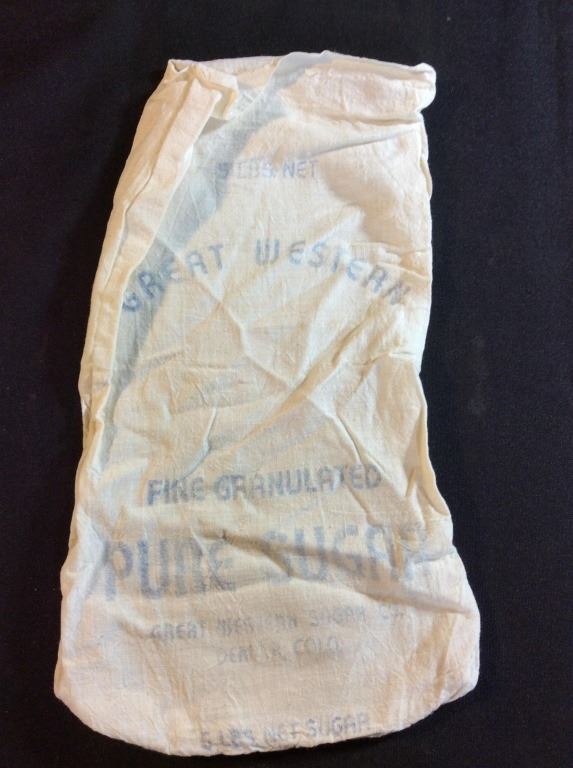 5 LBS. NET
GREAT WESTERN
FINE GRANULATED
PURE SUGAR
GREAT WESTERN SUGAR CO.
DENVER, COLO.
5 LBS NET SUGAR